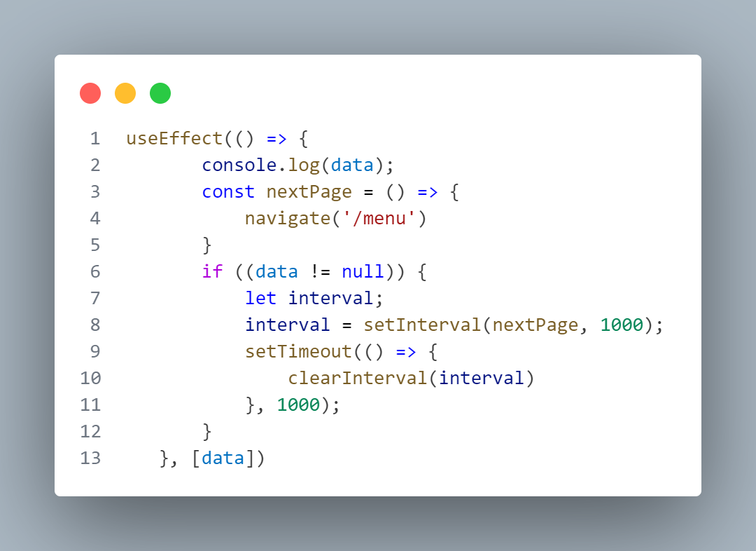 1 useEffect(() => {
2 console.log(data);
3 const nextPage = () => {
4 navigate('/menu')
5 }
6 if ((data != null)) {
7 let interval;
8 interval = setInterval(nextPage, 1000);
9 setTimeout(() => {
10 clearInterval(interval)
11 }, 1000);
12 }
13 }, [data])